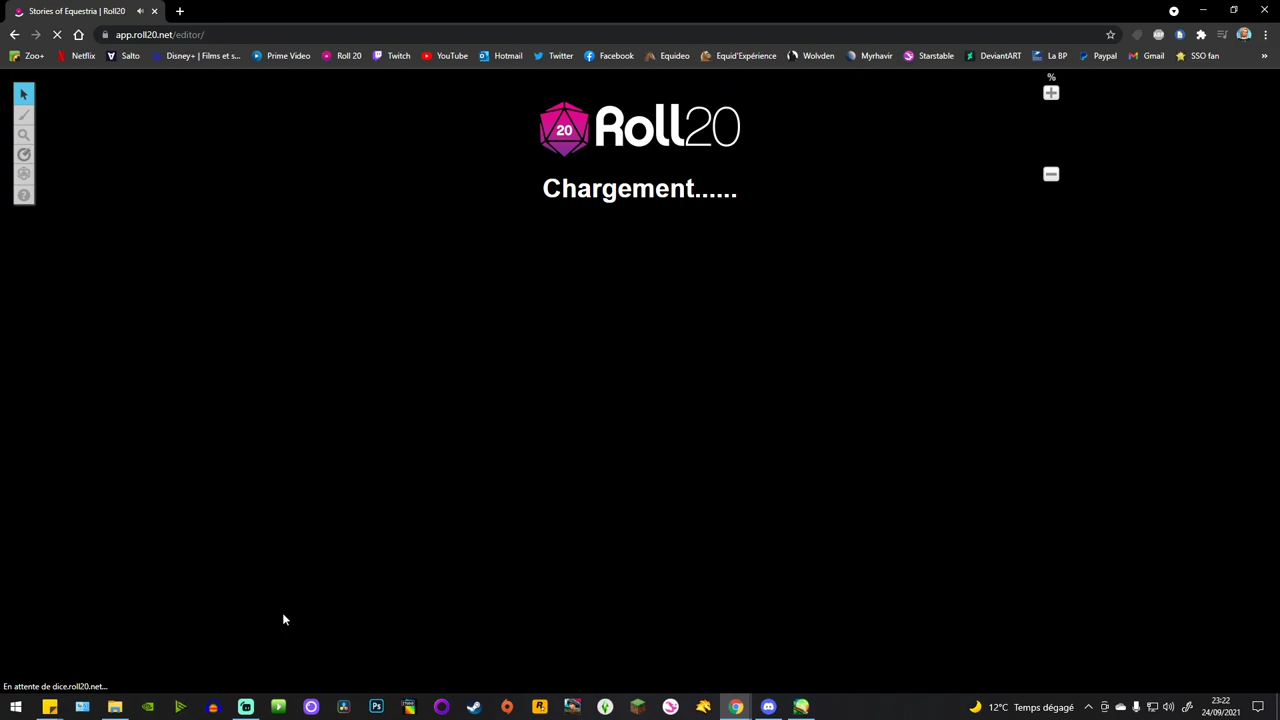 Stories of Equestria | Roll20
app.roll20.net/editor/
Zoo+ Netflix Salto Disney+ | Films et s... Prime Video Roll 20 Twitch YouTube Hotmail Twitter Facebook Equideo Equid'Expérience Wolvden Myrhavir Starstable DeviantART La BP Paypal Gmail SSO fan »
%
20 Roll20
Chargement......
En attente de dice.roll20.net...
Ps
12°C Temps dégagé
23:22
24/09/2021